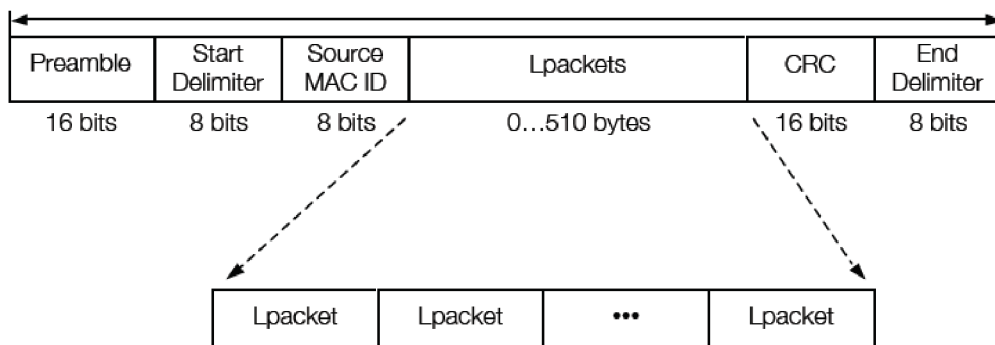 Preamble
Start
Delimiter
Source
MAC ID
Lpackets
CRC
End
Delimiter
16 bits
8 bits
8 bits
0...510 bytes
16 bits
8 bits
Lpacket
Lpacket
•••
Lpacket